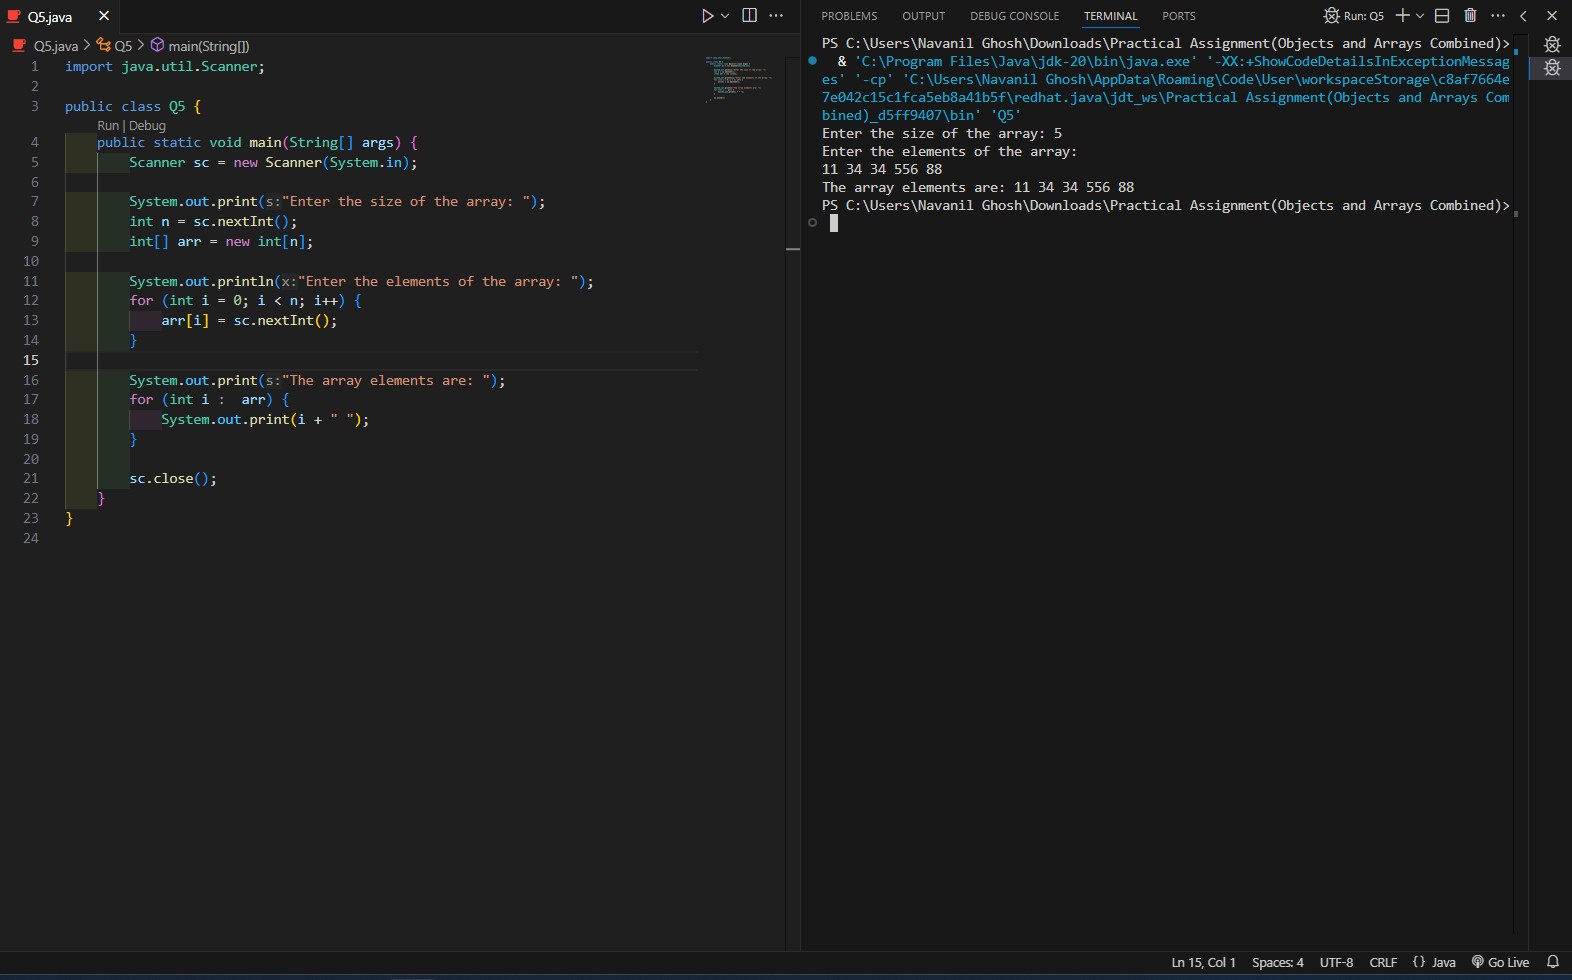 Q5.java
Q5.java > Q5 > main(String[])
1 import java.util.Scanner;
2
3 public class Q5 {
Run | Debug
4 public static void main(String[] args) {
5 Scanner sc = new Scanner(System.in);
6
7 System.out.print(s:"Enter the size of the array: ");
8 int n = sc.nextInt();
9 int[] arr = new int[n];
10
11 System.out.println(x:"Enter the elements of the array: ");
12 for (int i = 0; i < n; i++) {
13 arr[i] = sc.nextInt();
14 }
15
16 System.out.print(s:"The array elements are: ");
17 for (int i :  arr) {
18 System.out.print(i + " ");
19 }
20
21 sc.close();
22 }
23 }
24
PROBLEMS OUTPUT DEBUG CONSOLE TERMINAL PORTS Run: Q5
PS C:\Users\Navanil Ghosh\Downloads\Practical Assignment(Objects and Arrays Combined)>
& 'C:\Program Files\Java\jdk-20\bin\java.exe' '-XX:+ShowCodeDetailsInExceptionMessag
es' '-cp' 'C:\Users\Navanil Ghosh\AppData\Roaming\Code\User\workspaceStorage\c8af7664e
7e042c15c1fca5eb8a41b5f\redhat.java\jdt_ws\Practical Assignment(Objects and Arrays Com
bined)_d5ff9407\bin' 'Q5'
Enter the size of the array: 5
Enter the elements of the array:
11 34 34 556 88
The array elements are: 11 34 34 556 88
PS C:\Users\Navanil Ghosh\Downloads\Practical Assignment(Objects and Arrays Combined)>
Ln 15, Col 1 Spaces: 4 UTF-8 CRLF {} Java Go Live